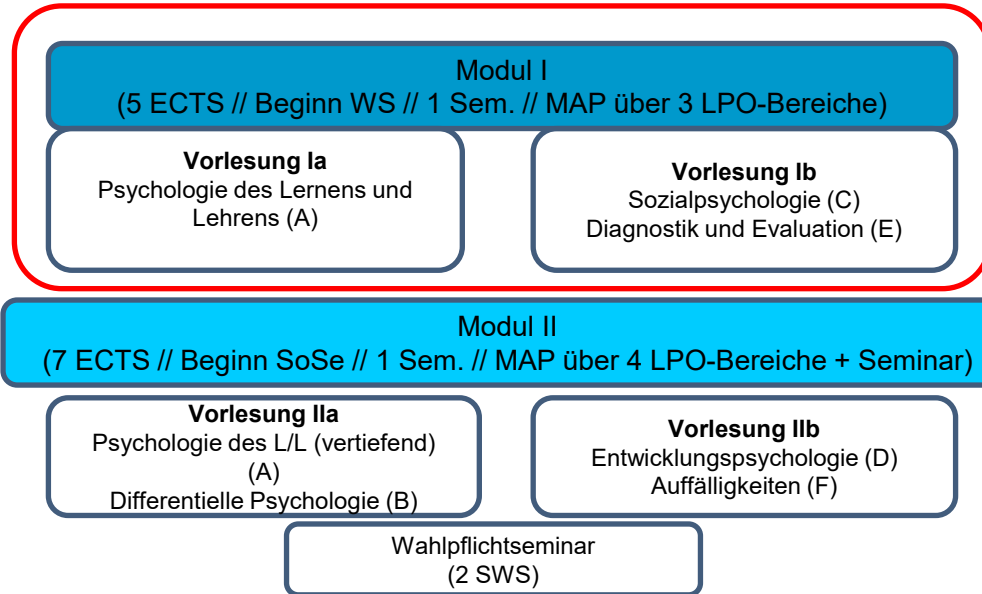 Modul I
(5 ECTS // Beginn WS // 1 Sem. // MAP über 3 LPO-Bereiche)
Vorlesung Ia
Psychologie des Lernens und
Lehrens (A)
Vorlesung Ib
Sozialpsychologie (C)
Diagnostik und Evaluation (E)
Modul II
(7 ECTS // Beginn SoSe // 1 Sem. // MAP über 4 LPO-Bereiche + Seminar)
Vorlesung IIa
Psychologie des L/L (vertiefend)
(A)
Differentielle Psychologie (B)
Vorlesung IIb
Entwicklungspsychologie (D)
Auffälligkeiten (F)
Wahlpflichtseminar
(2 SWS)